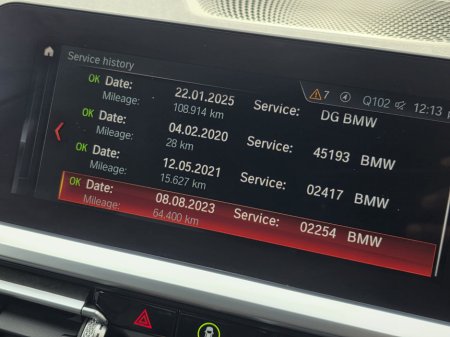 Service history
7 Q102 12:13
OK Date: 22.01.2025 Service: DG BMW
Mileage: 108.914 km
OK Date: 04.02.2020 Service: 45193 BMW
Mileage: 28 km
OK Date: 12.05.2021 Service: 02417 BMW
Mileage: 15.627 km
OK Date: 08.08.2023 Service: 02254 BMW
Mileage: 64.400 km